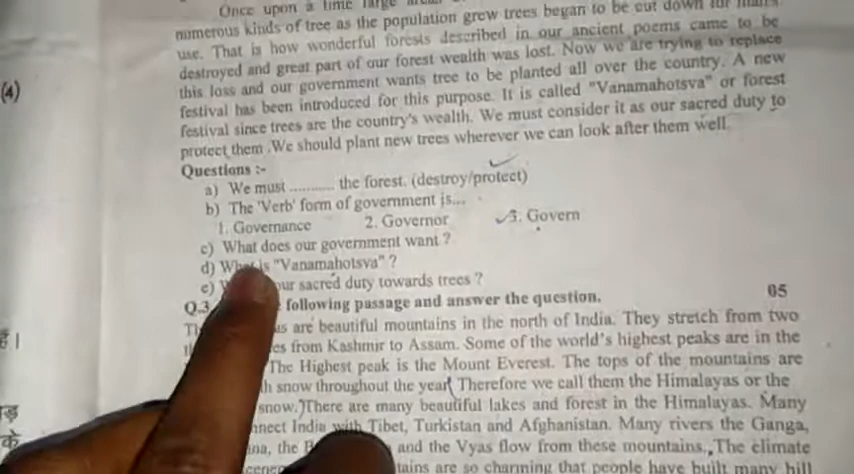 Once upon a time large
numerous kinds of tree as the population grew trees began to be cut down for man's
use. That is how wonderful forests described in our ancient poems came to be
destroyed and great part of our forest wealth was lost. Now we are trying to replace
this loss and our government wants tree to be planted all over the country. A new
(4)
festival has been introduced for this purpose. It is called "Vanamahotsva" or forest
festival since trees are the country's wealth. We must consider it as our sacred duty to
protect them .We should plant new trees wherever we can look after them well.
Questions :-
a) We must ........... the forest. (destroy/protect)
b) The 'Verb' form of government is...
1. Governance 2. Governor 3. Govern
c) What does our government want ?
d) What is "Vanamahotsva" ?
e) our sacred duty towards trees ?
Q.3 following passage and answer the question. 05
are beautiful mountains in the north of India. They stretch from two
from Kashmir to Assam. Some of the world's highest peaks are in the
है।
The Highest peak is the Mount Everest. The tops of the mountains are
snow throughout the year Therefore we call them the Himalayas or the
snow. There are many beautiful lakes and forest in the Himalayas. Many
India with Tibet, Turkistan and Afghanistan. Many rivers the Ganga,
के
the and the Vyas flow from these mountains. The climate
are so charming that people have built many hill